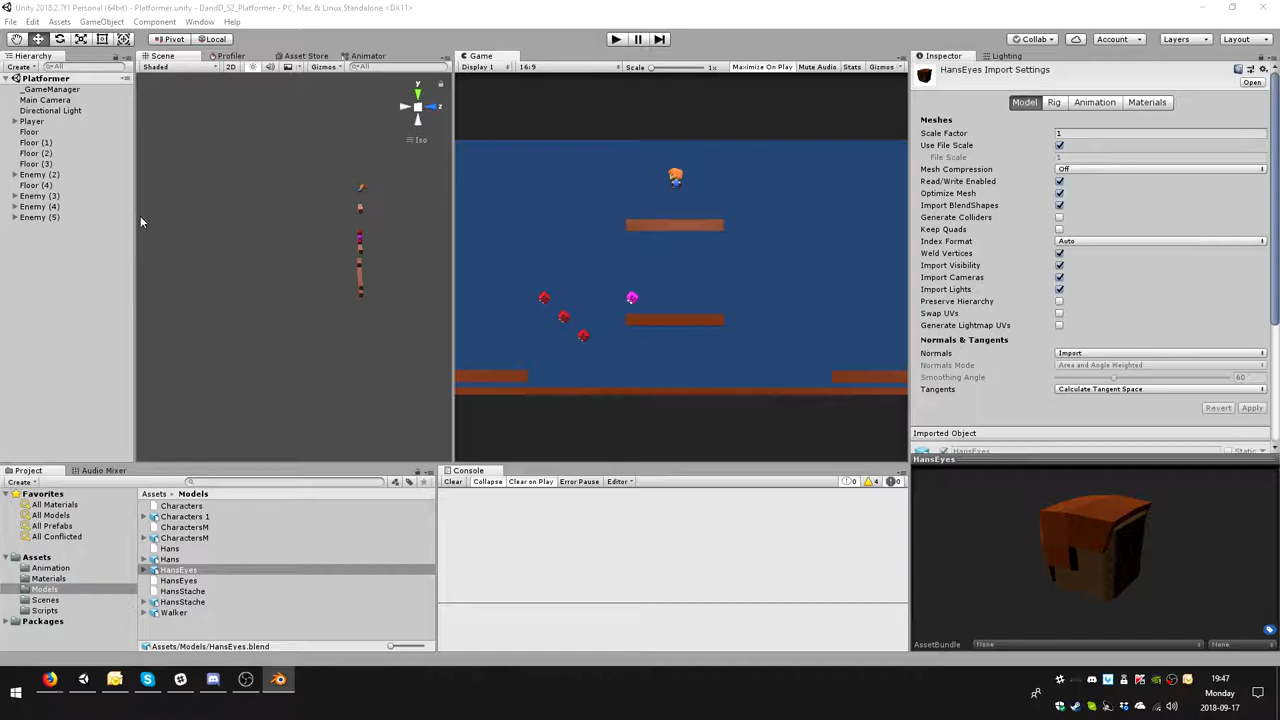 Unity 2018.2.7f1 Personal (64bit) - Platformer.unity - DandD_S2_Platformer - PC, Mac & Linux Standalone <DX11>
File Edit Assets GameObject Component Window Help
Pivot Local Collab Account Layers Layout
Hierarchy Scene Profiler Asset Store Animator Game Inspector Lighting
Create All Shaded 2D Gizmos All Display 1 16:9 Scale 1x Maximize On Play Mute Audio Stats Gizmos
HansEyes Import Settings
Open
Platformer
_GameManager
Main Camera
Directional Light
Player
Floor
Floor (1)
Floor (2)
Floor (3)
Enemy (2)
Floor (4)
Enemy (3)
Enemy (4)
Enemy (5)
y
z
Iso
Model Rig Animation Materials
Meshes
Scale Factor 1
Use File Scale
File Scale 1
Mesh Compression Off
Read/Write Enabled
Optimize Mesh
Import BlendShapes
Generate Colliders
Keep Quads
Index Format Auto
Weld Vertices
Import Visibility
Import Cameras
Import Lights
Preserve Hierarchy
Swap UVs
Generate Lightmap UVs
Normals & Tangents
Normals Import
Normals Mode Area and Angle Weighted
Smoothing Angle 60
Tangents Calculate Tangent Space
Revert Apply
Imported Object
HansEyes Static
HansEyes
Project Audio Mixer Console
Create Clear Collapse Clear on Play Error Pause Editor 0 4 0
Favorites
All Materials
All Models
All Prefabs
All Conflicted
Assets
Animation
Materials
Models
Scenes
Scripts
Packages
Assets Models
Characters
Characters 1
CharactersM
CharactersM
Hans
Hans
HansEyes
HansEyes
HansStache
HansStache
Walker
Assets/Models/HansEyes.blend
AssetBundle None None
19:47
Monday
2018-09-17